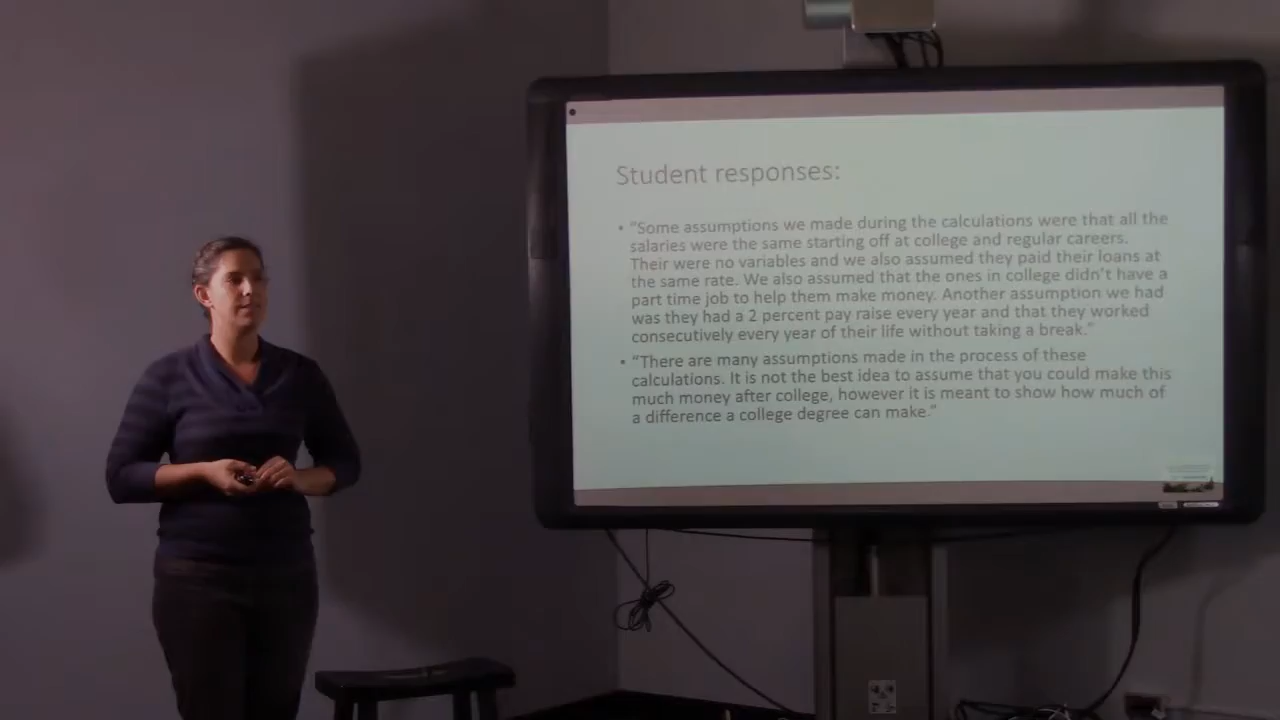 Student responses:
• "Some assumptions we made during the calculations were that all the
salaries were the same starting off at college and regular careers.
Their were no variables and we also assumed they paid their loans at
the same rate. We also assumed that the ones in college didn't have a
part time job to help them make money. Another assumption we had
was they had a 2 percent pay raise every year and that they worked
consecutively every year of their life without taking a break."
• "There are many assumptions made in the process of these
calculations. It is not the best idea to assume that you could make this
much money after college, however it is meant to show how much of
a difference a college degree can make."